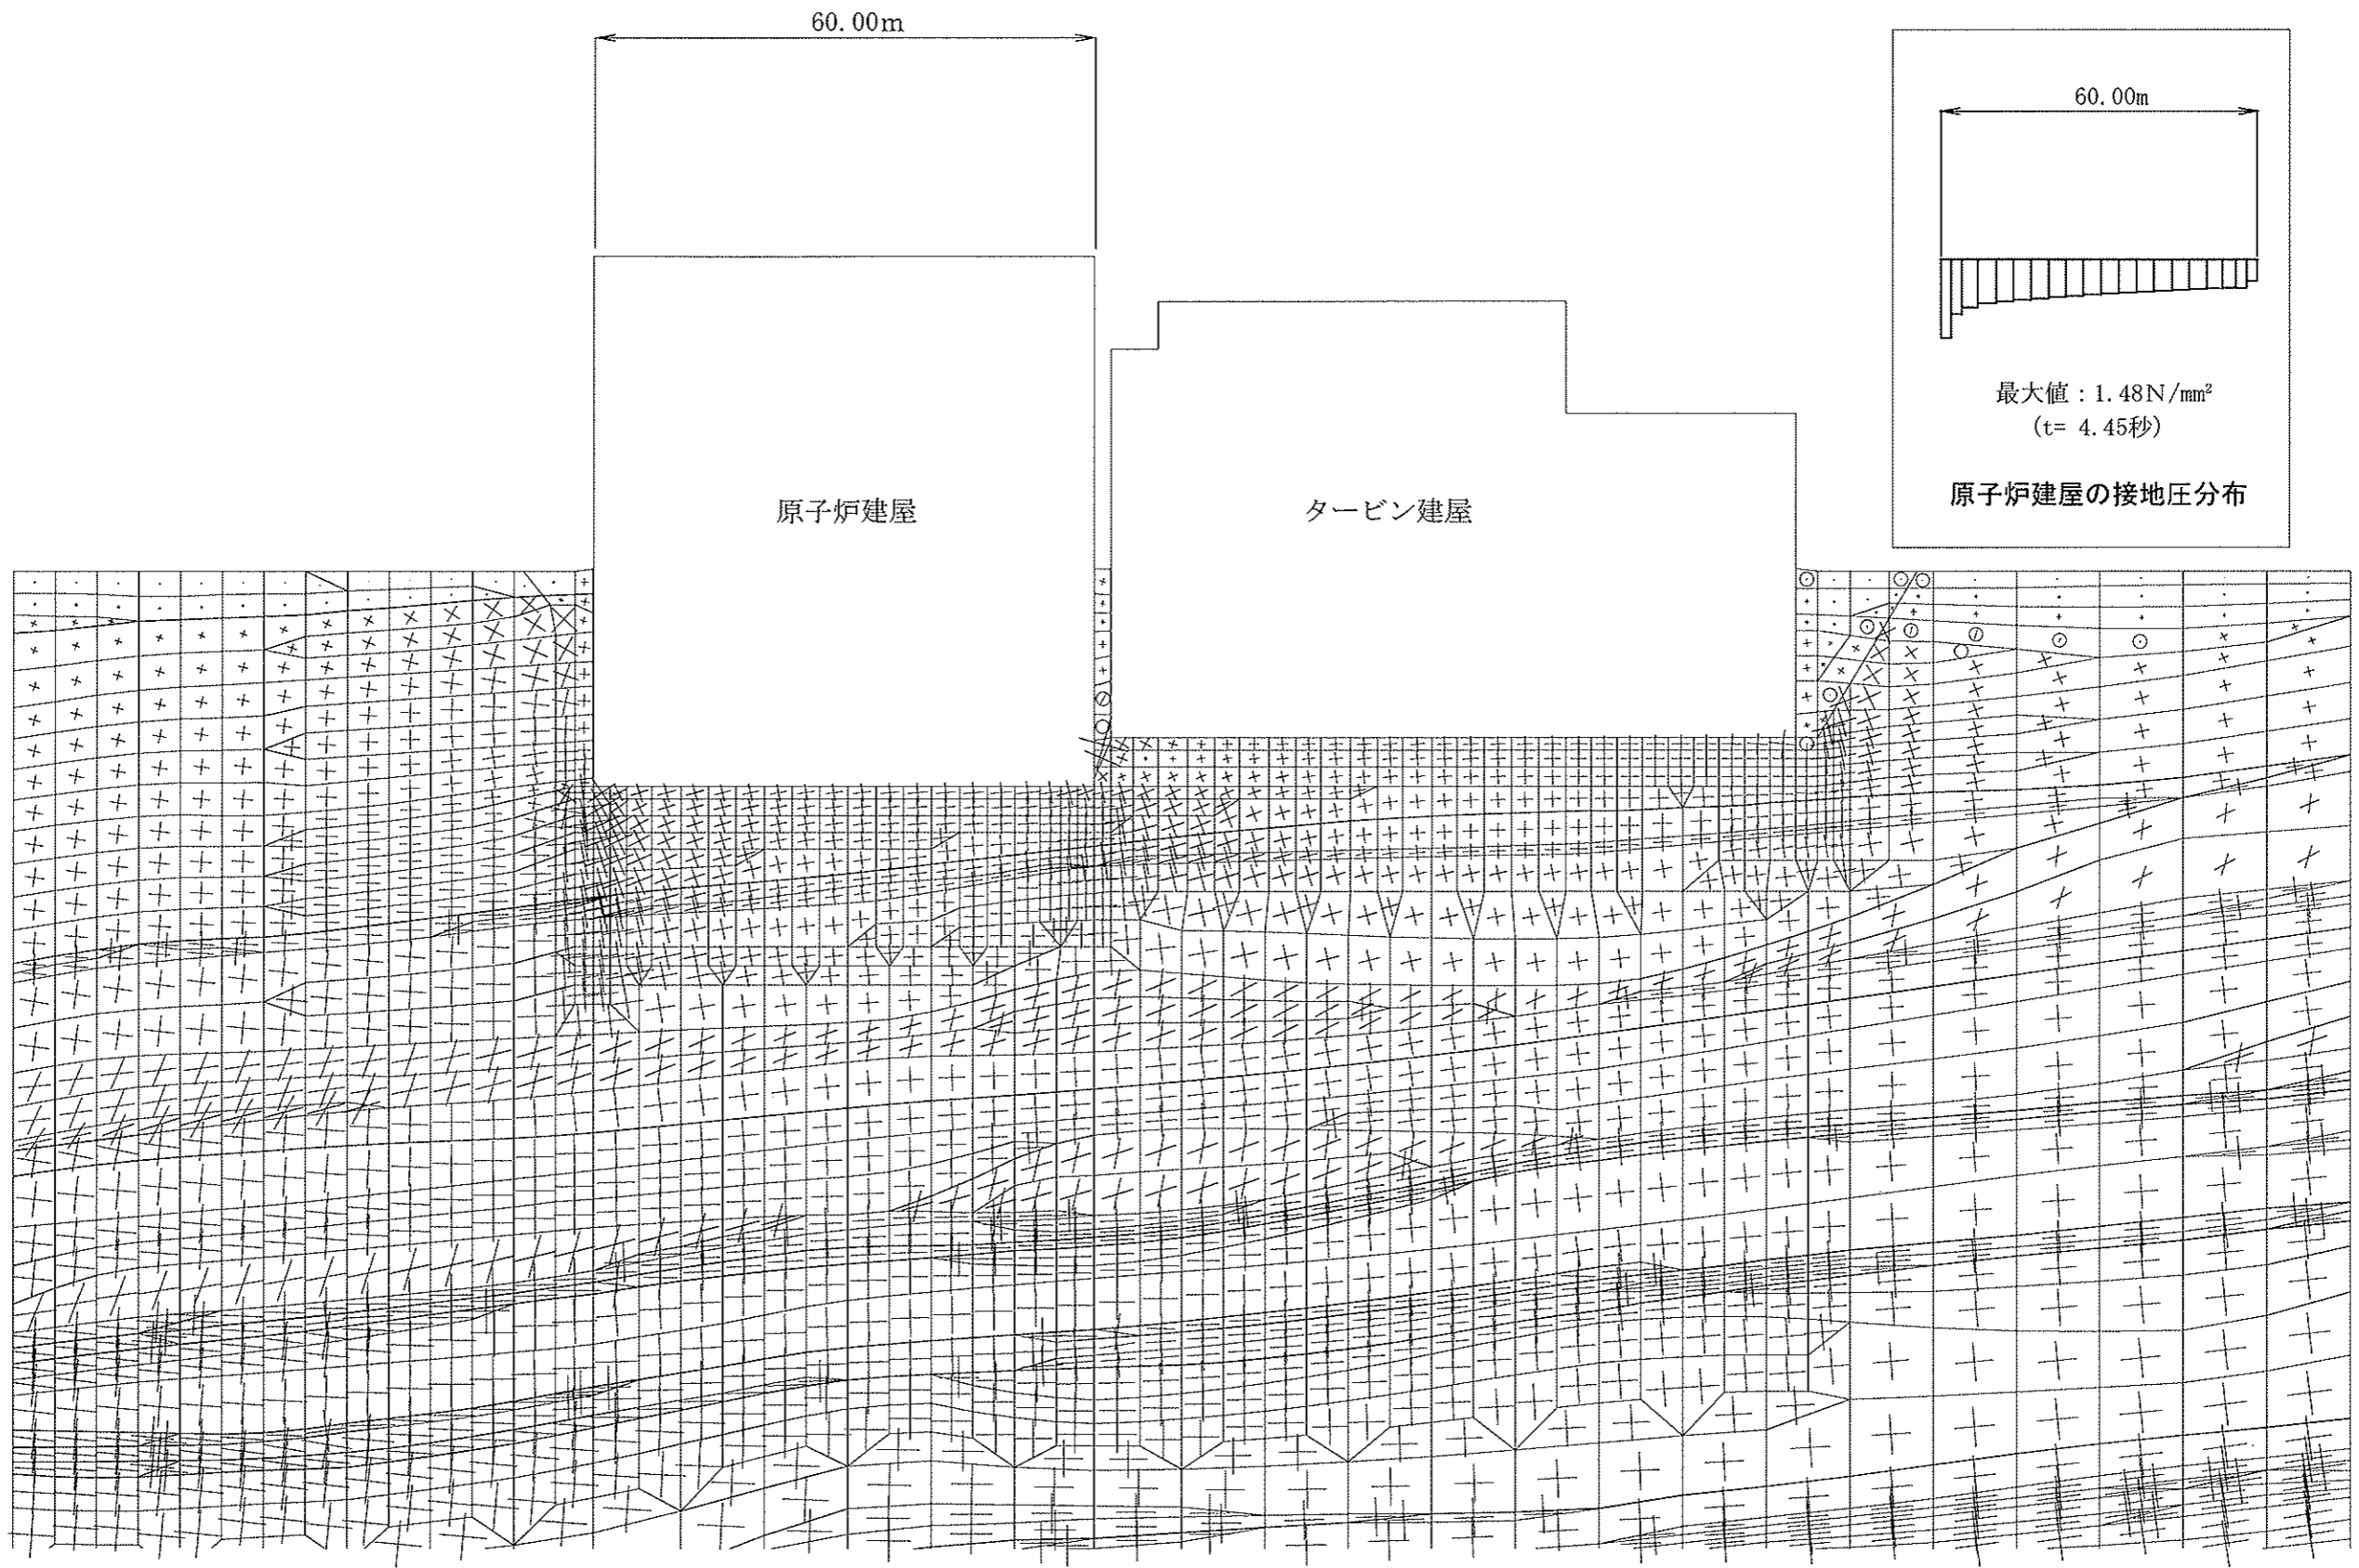 60.00m
60.00m
最大値：1.48N/㎜²
(t= 4.45秒)
原子炉建屋の接地圧分布
原子炉建屋
タービン建屋